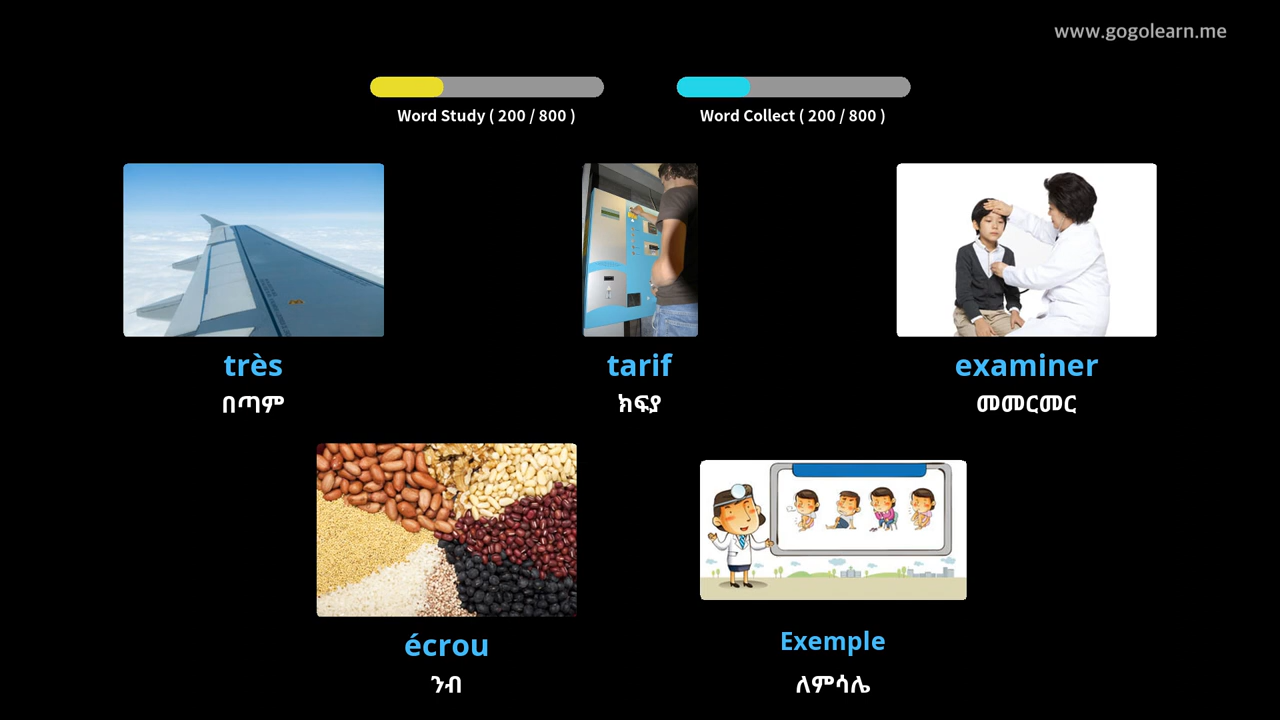 www.gogolearn.me
Word Study ( 200 / 800 )
Word Collect ( 200 / 800 )
très
በጣም
tarif
ክፍያ
examiner
መመርመር
écrou
ንብ
Exemple
ለምሳሌ